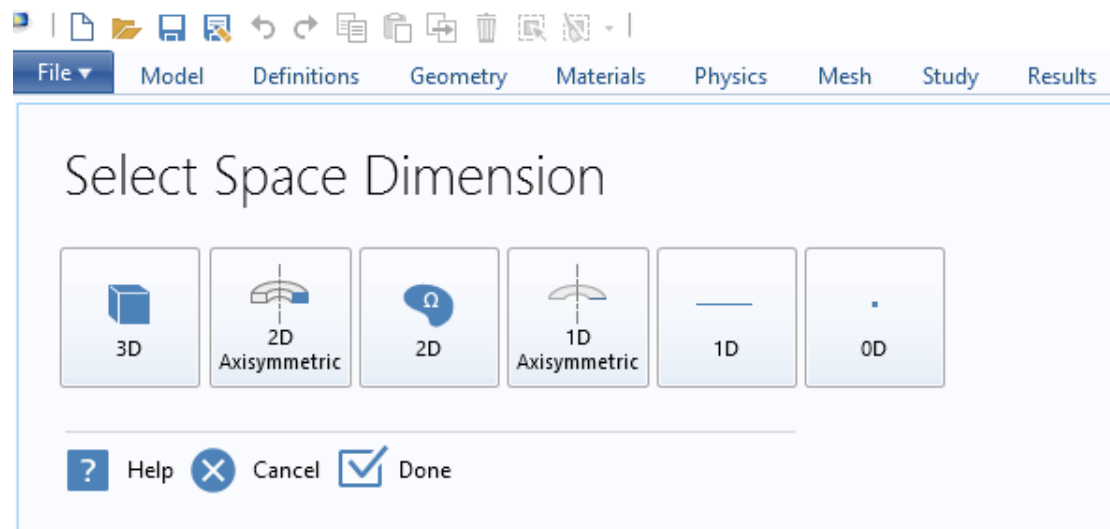 File Model Definitions Geometry Materials Physics Mesh Study Results
Select Space Dimension
3D
2D
Axisymmetric
Ω
2D
1D
Axisymmetric
1D
0D
? Help Cancel Done